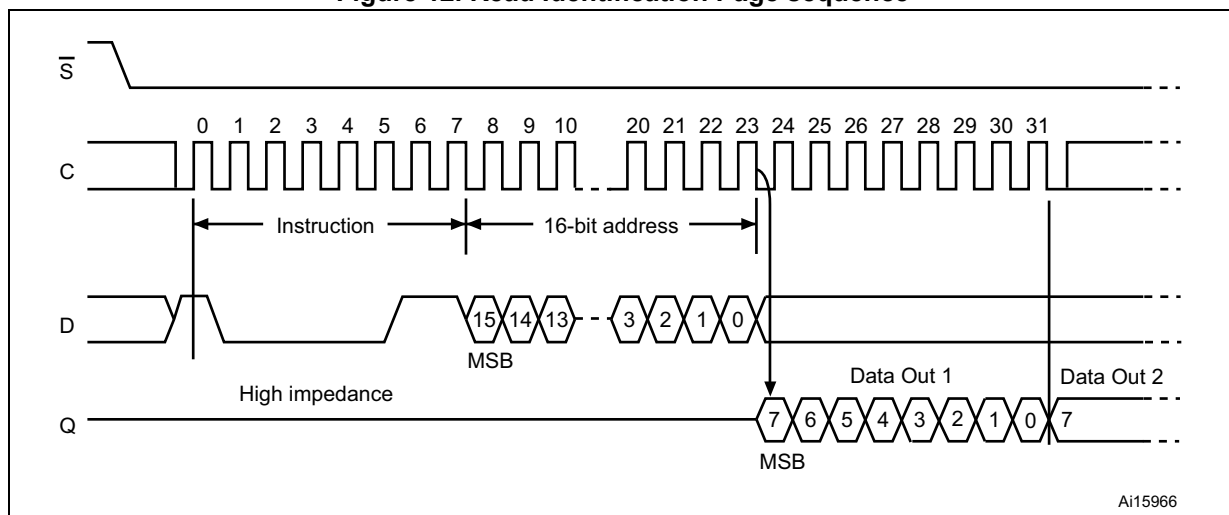 Figure 12. Read Identification Page sequence
S
0 1 2 3 4 5 6 7 8 9 10 20 21 22 23 24 25 26 27 28 29 30 31
C
Instruction 16-bit address
D 15 14 13 3 2 1 0
MSB
High impedance Data Out 1 Data Out 2
Q 7 6 5 4 3 2 1 0 7
MSB
Ai15966